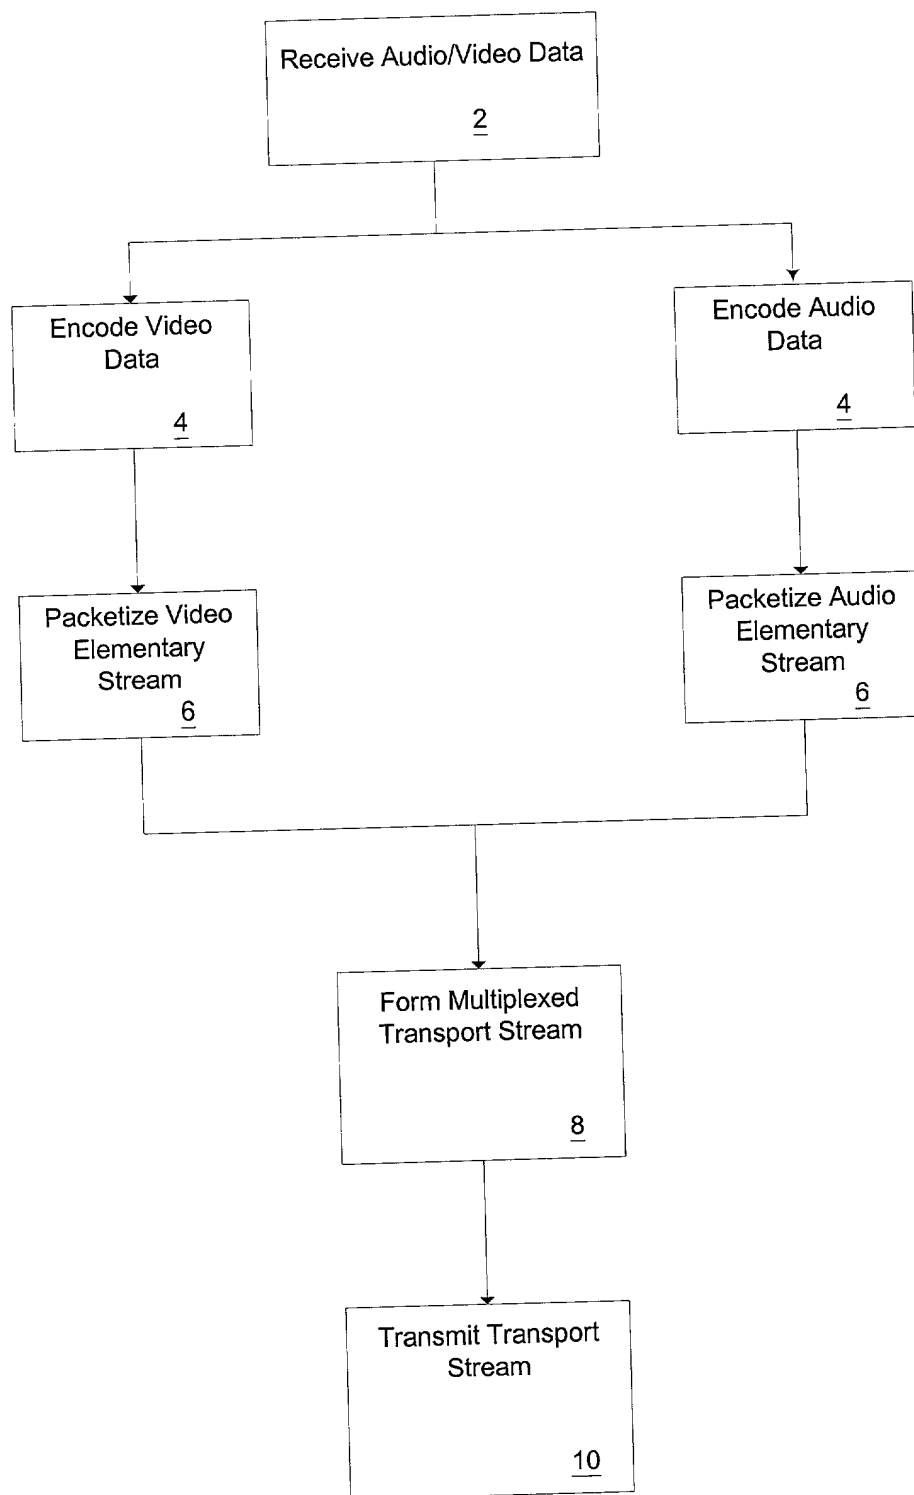 Receive Audio/Video Data
2
Encode Video
Data
4
Encode Audio
Data
4
Packetize Video
Elementary
Stream
6
Packetize Audio
Elementary
Stream
6
Form Multiplexed
Transport Stream
8
Transmit Transport
Stream
10